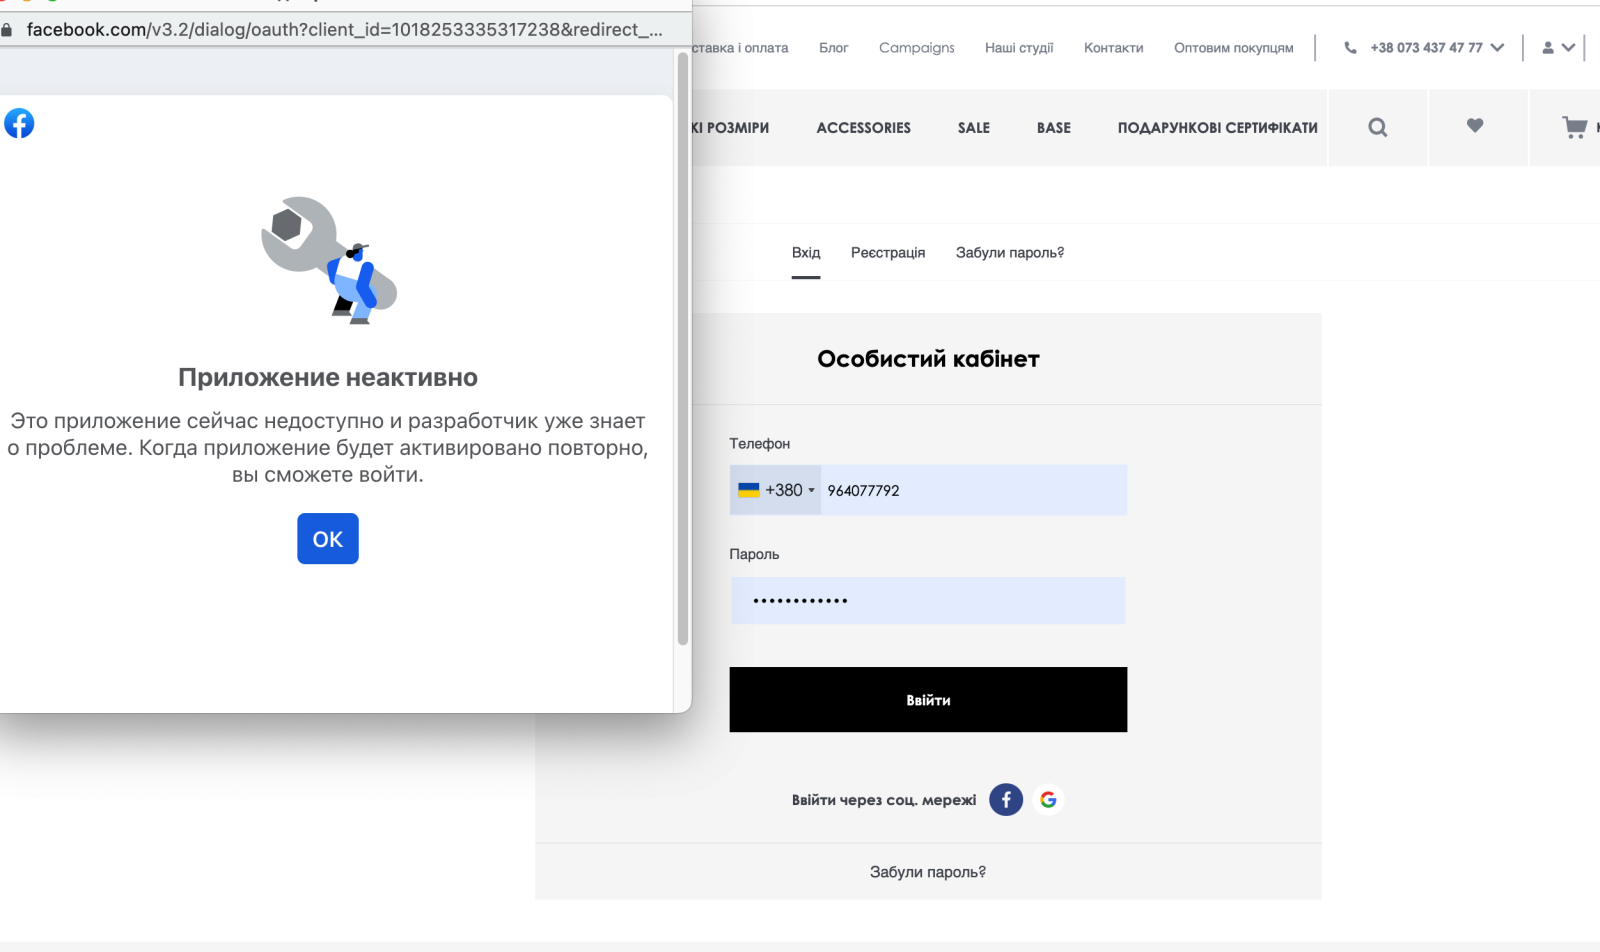 facebook.com/v3.2/dialog/oauth?client_id=1018253335317238&redirect_...
Приложение неактивно
Это приложение сейчас недоступно и разработчик уже знает
о проблеме. Когда приложение будет активировано повторно,
вы сможете войти.
ОК
ставка і оплата Блог Campaigns Наші студії Контакти Оптовим покупцям +38 073 437 47 77
КІ РОЗМІРИ ACCESSORIES SALE BASE ПОДАРУНКОВІ СЕРТИФІКАТИ
Вхід Реєстрація Забули пароль?
Особистий кабінет
Телефон
+380 964077792
Пароль
••••••••••••
Ввійти
Ввійти через соц. мережі
Забули пароль?